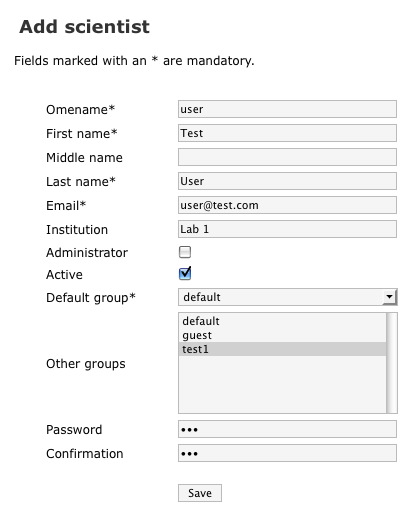 Add scientist
Fields marked with an * are mandatory.
Omename* user
First name* Test
Middle name
Last name* User
Email* user@test.com
Institution Lab 1
Administrator
Active
Default group* default
default
guest
test1
Other groups
Password •••
Confirmation •••
Save